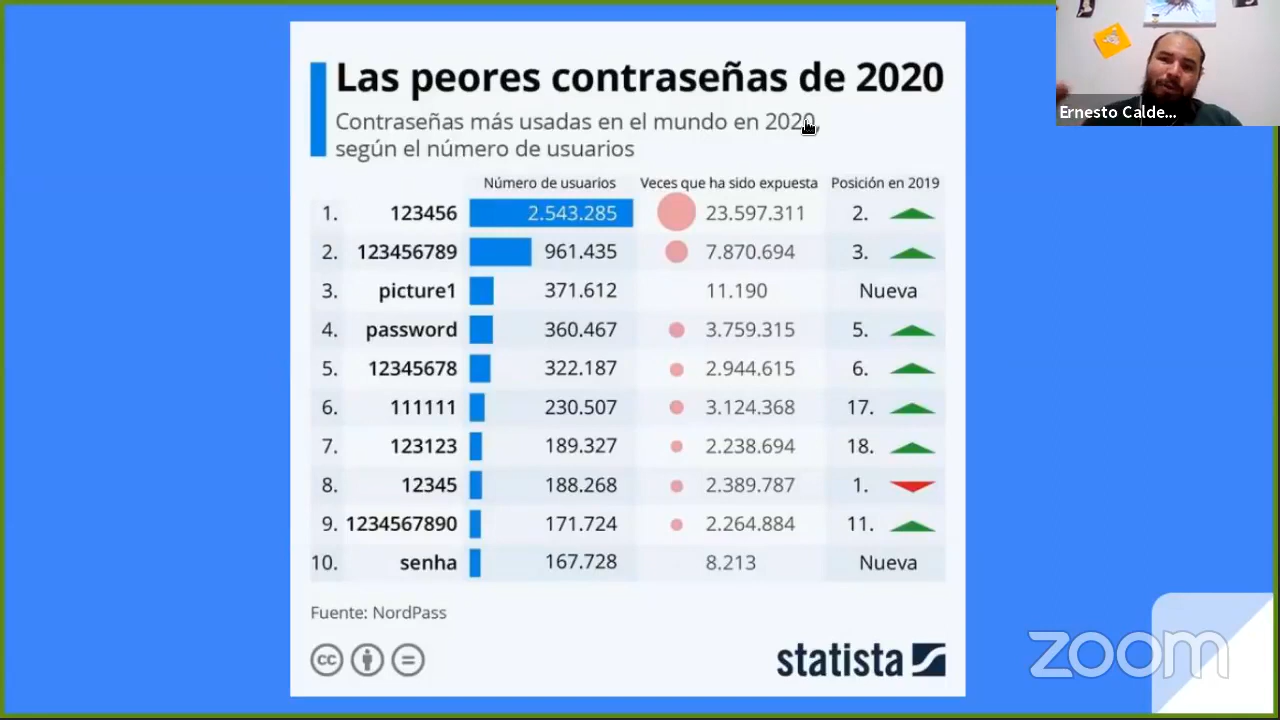 Las peores contraseñas de 2020
Contraseñas más usadas en el mundo en 2020,
según el número de usuarios
Número de usuarios Veces que ha sido expuesta Posición en 2019
1. 123456 2.543.285 23.597.311 2.
2. 123456789 961.435 7.870.694 3.
3. picture1 371.612 11.190 Nueva
4. password 360.467 3.759.315 5.
5. 12345678 322.187 2.944.615 6.
6. 111111 230.507 3.124.368 17.
7. 123123 189.327 2.238.694 18.
8. 12345 188.268 2.389.787 1.
9. 1234567890 171.724 2.264.884 11.
10. senha 167.728 8.213 Nueva
Fuente: NordPass
cc
statista
Ernesto Calde...
zoom